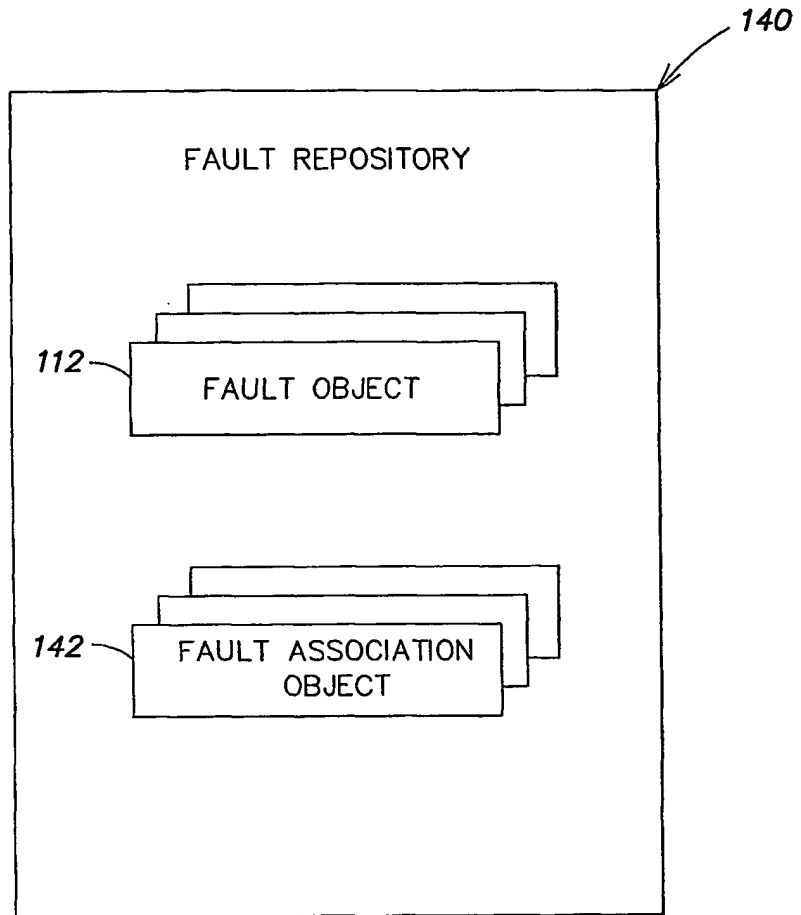 140
FAULT REPOSITORY
112
FAULT OBJECT
142
FAULT ASSOCIATION
OBJECT